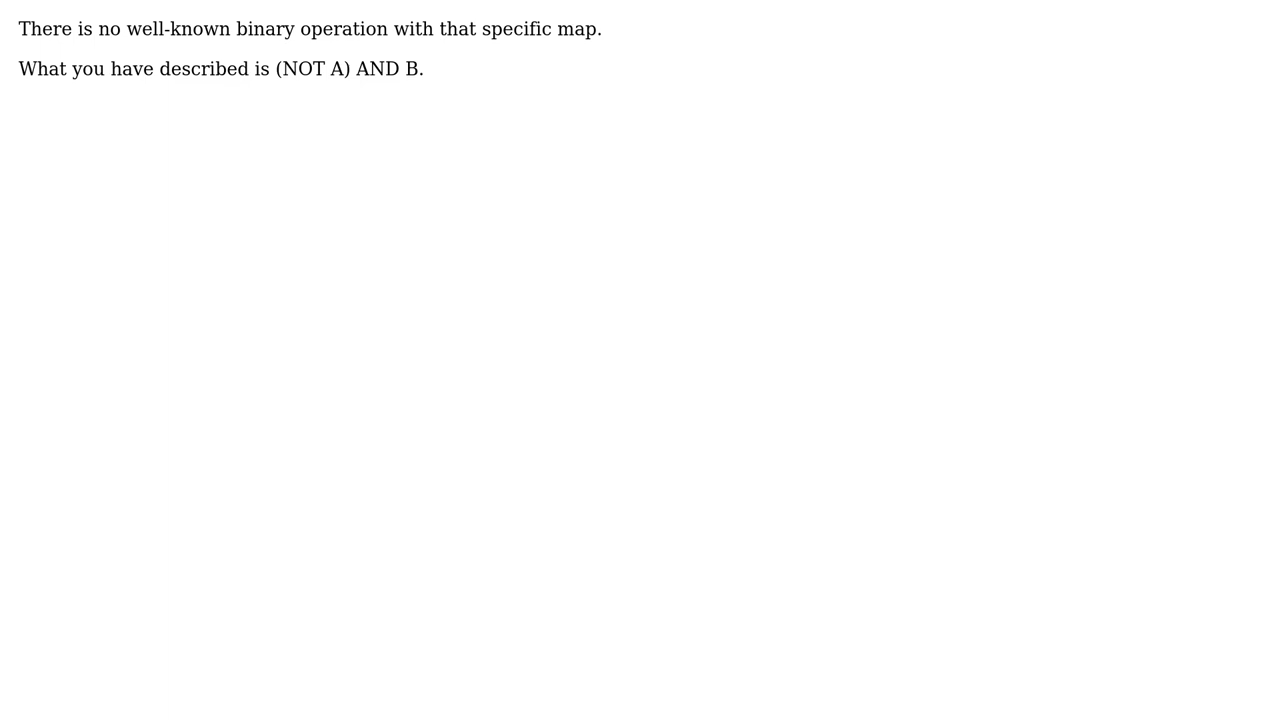 There is no well-known binary operation with that specific map.
What you have described is (NOT A) AND B.